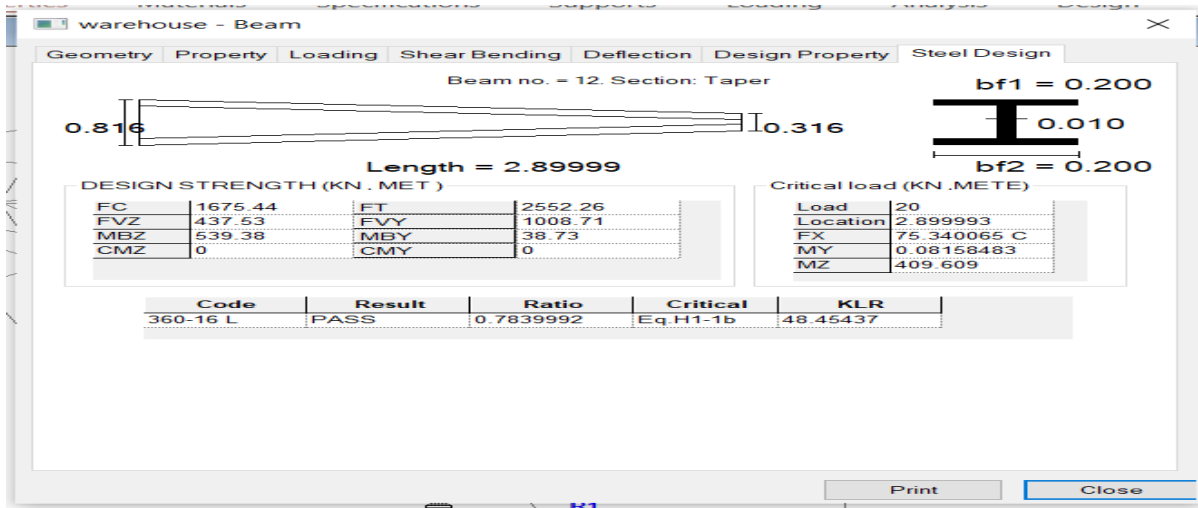 warehouse - Beam
Geometry Property Loading Shear Bending Deflection Design Property Steel Design
Beam no. = 12. Section: Taper
bf1 = 0.200
0.816
0.316
0.010
Length = 2.89999
bf2 = 0.200
DESIGN STRENGTH (KN , MET )
FC 1675.44 FT 2552.26
FVZ 437.53 FVY 1008.71
MBZ 539.38 MBY 38.73
CMZ 0 CMY 0
Critical load (KN ,METE)
Load 20
Location 2.899993
FX 75.340065 C
MY 0.08158483
MZ 409.609
Code Result Ratio Critical KLR
360-16 L PASS 0.7839992 Eq.H1-1b 48.45437
Print Close
R1